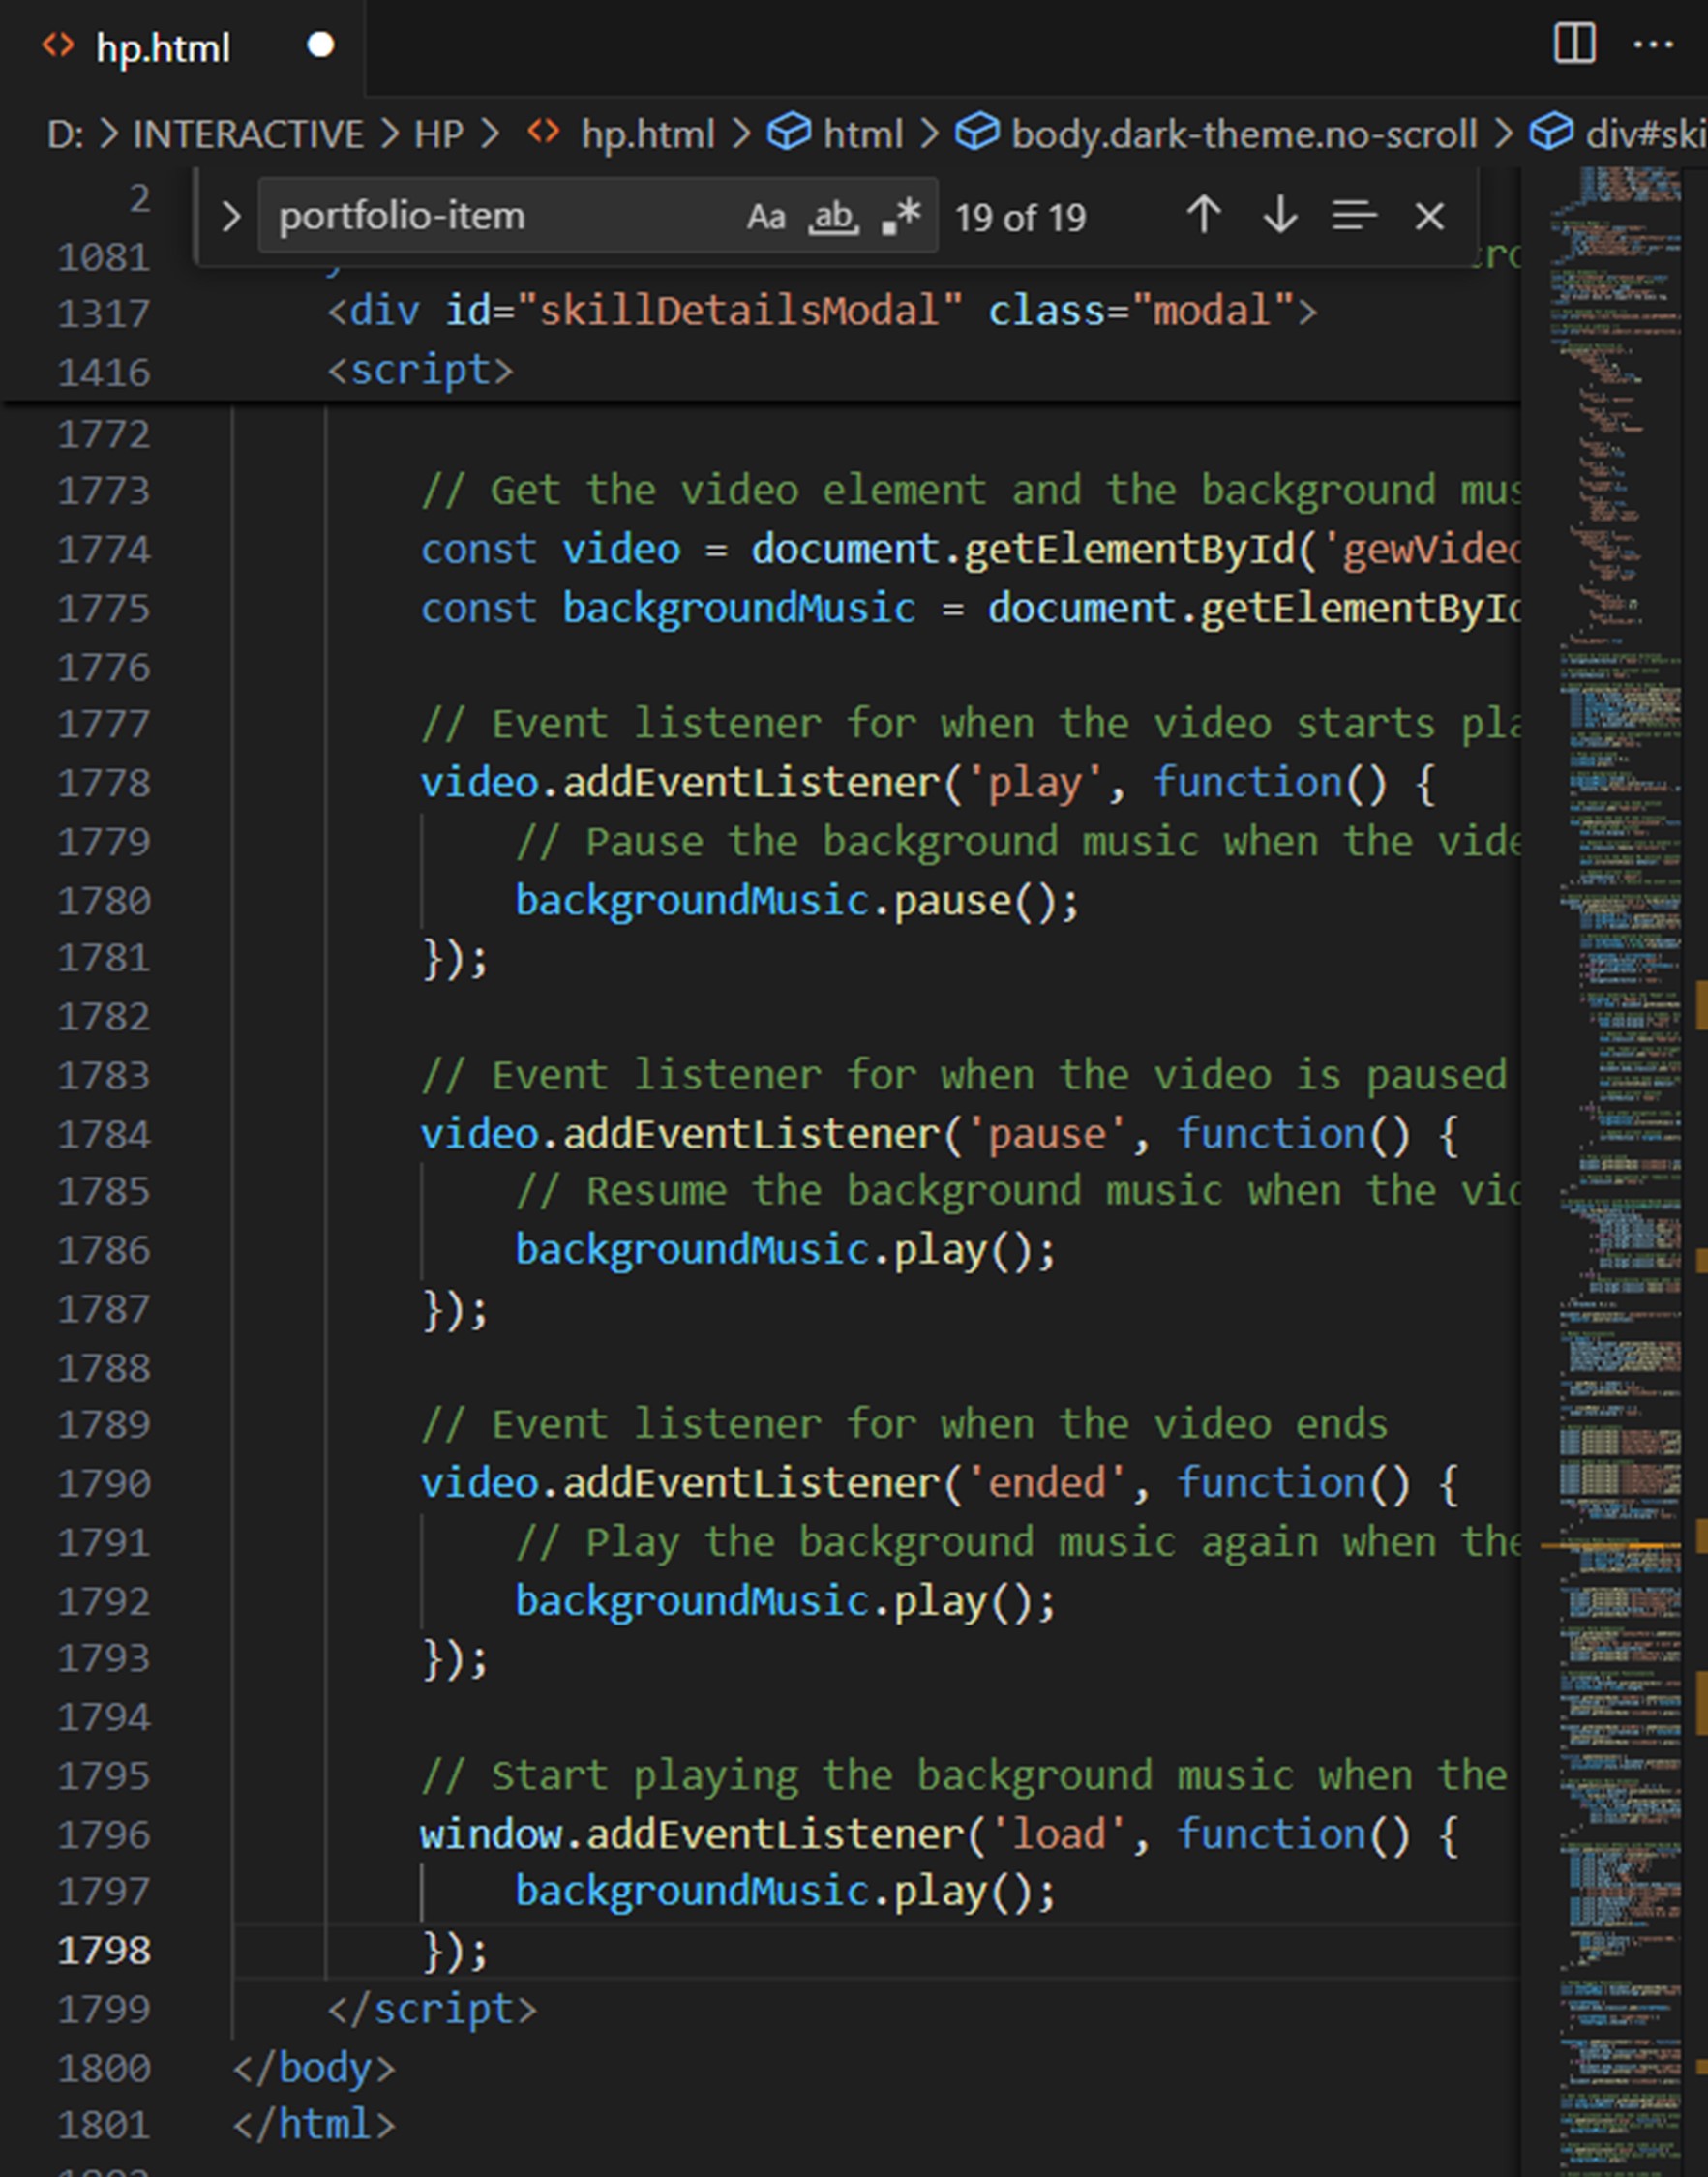 hp.html
D: > INTERACTIVE > HP > hp.html > html > body.dark-theme.no-scroll > div#ski
2
portfolio-item Aa ab 19 of 19
1081
1317 <div id="skillDetailsModal" class="modal">
1416 <script>
1772
1773 // Get the video element and the background mus
1774 const video = document.getElementById('gewVideo
1775 const backgroundMusic = document.getElementById
1776
1777 // Event listener for when the video starts pla
1778 video.addEventListener('play', function() {
1779 // Pause the background music when the vide
1780 backgroundMusic.pause();
1781 });
1782
1783 // Event listener for when the video is paused
1784 video.addEventListener('pause', function() {
1785 // Resume the background music when the vid
1786 backgroundMusic.play();
1787 });
1788
1789 // Event listener for when the video ends
1790 video.addEventListener('ended', function() {
1791 // Play the background music again when the
1792 backgroundMusic.play();
1793 });
1794
1795 // Start playing the background music when the
1796 window.addEventListener('load', function() {
1797 backgroundMusic.play();
1798 });
1799 </script>
1800 </body>
1801 </html>